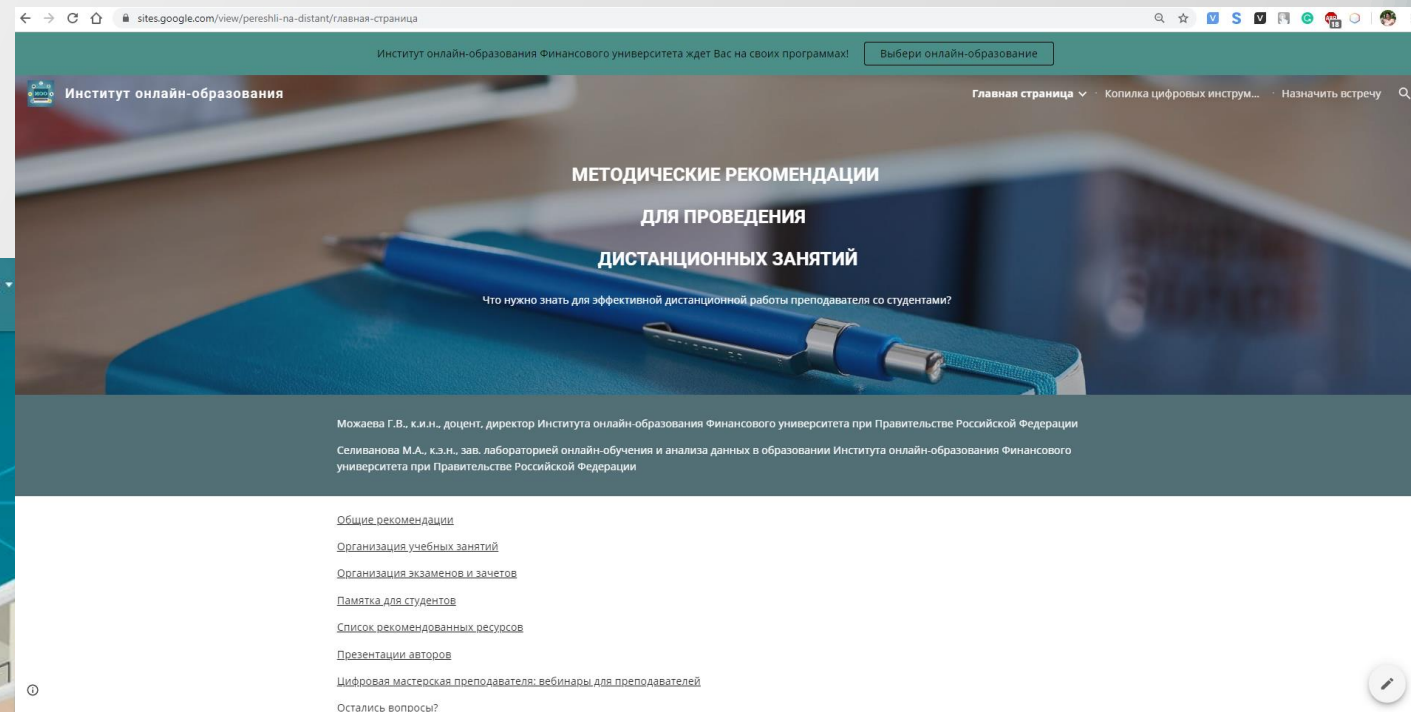 sites.google.com/view/pereshli-na-distant/главная-страница
18
Институт онлайн-образования Финансового университета ждет Вас на своих программах! Выбери онлайн-образование
Институт онлайн-образования Главная страница Копилка цифровых инструм... Назначить встречу
МЕТОДИЧЕСКИЕ РЕКОМЕНДАЦИИ
ДЛЯ ПРОВЕДЕНИЯ
ДИСТАНЦИОННЫХ ЗАНЯТИЙ
Что нужно знать для эффективной дистанционной работы преподавателя со студентами?
Можаева Г.В., к.и.н., доцент, директор Института онлайн-образования Финансового университета при Правительстве Российской Федерации
Селиванова М.А., к.э.н., зав. лабораторией онлайн-обучения и анализа данных в образовании Института онлайн-образования Финансового
университета при Правительстве Российской Федерации
Общие рекомендации
Организация учебных занятий
Организация экзаменов и зачетов
Памятка для студентов
Список рекомендованных ресурсов
Презентации авторов
Цифровая мастерская преподавателя: вебинары для преподавателей
Остались вопросы?